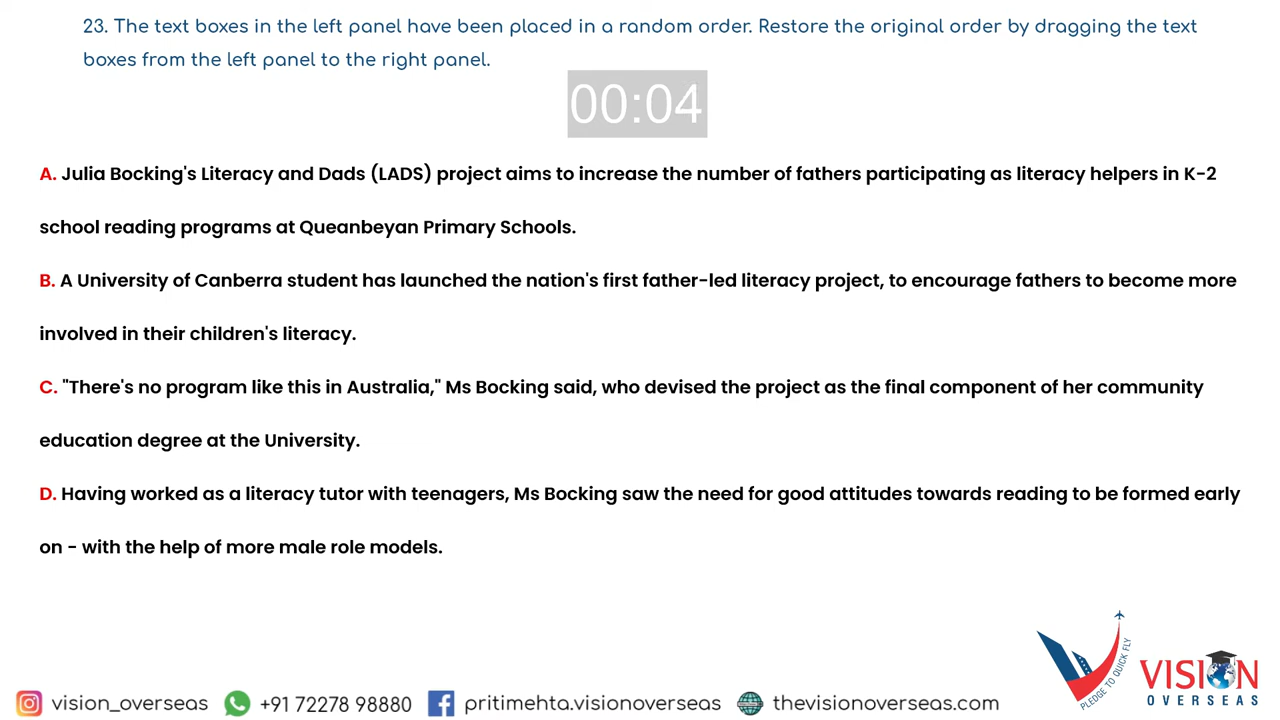 23. The text boxes in the left panel have been placed in a random order. Restore the original order by dragging the text
boxes from the left panel to the right panel.
00:04
A. Julia Bocking's Literacy and Dads (LADS) project aims to increase the number of fathers participating as literacy helpers in K-2
school reading programs at Queanbeyan Primary Schools.
B. A University of Canberra student has launched the nation's first father-led literacy project, to encourage fathers to become more
involved in their children's literacy.
C. "There's no program like this in Australia," Ms Bocking said, who devised the project as the final component of her community
education degree at the University.
D. Having worked as a literacy tutor with teenagers, Ms Bocking saw the need for good attitudes towards reading to be formed early
on - with the help of more male role models.
PLEDGE TO QUICK FLY
VISION
OVERSEAS
vision_overseas +91 72278 98880 pritimehta.visionoverseas thevisionoverseas.com